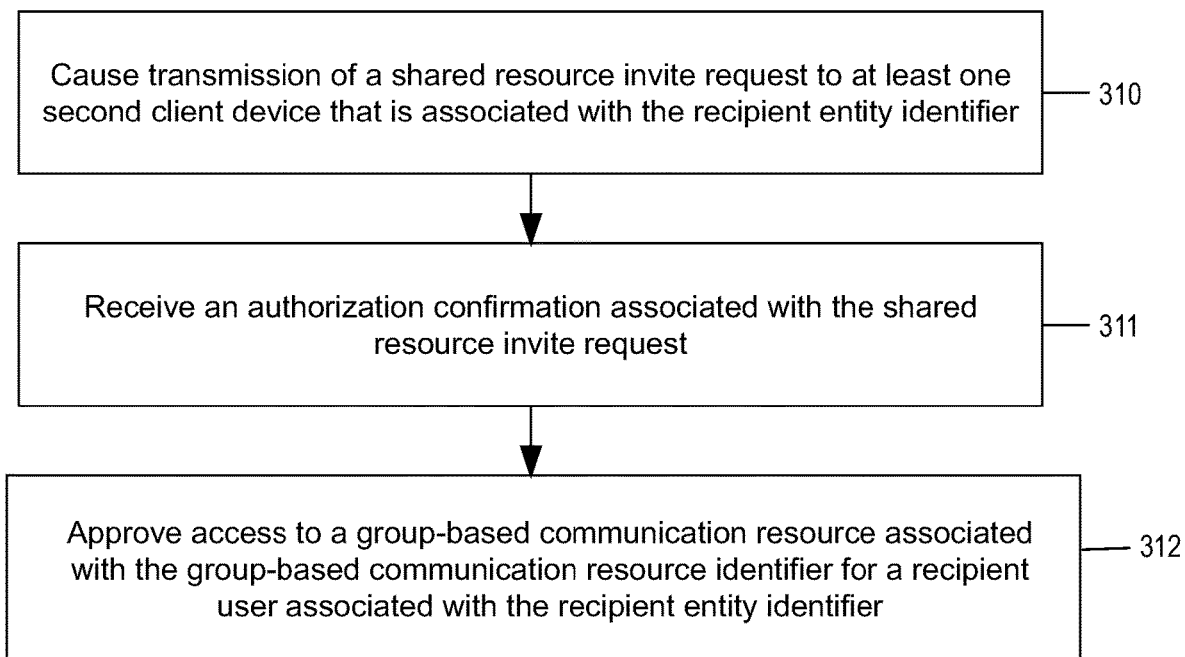 Cause transmission of a shared resource invite request to at least one
second client device that is associated with the recipient entity identifier
310
Receive an authorization confirmation associated with the shared
resource invite request
311
Approve access to a group-based communication resource associated
with the group-based communication resource identifier for a recipient
user associated with the recipient entity identifier
312